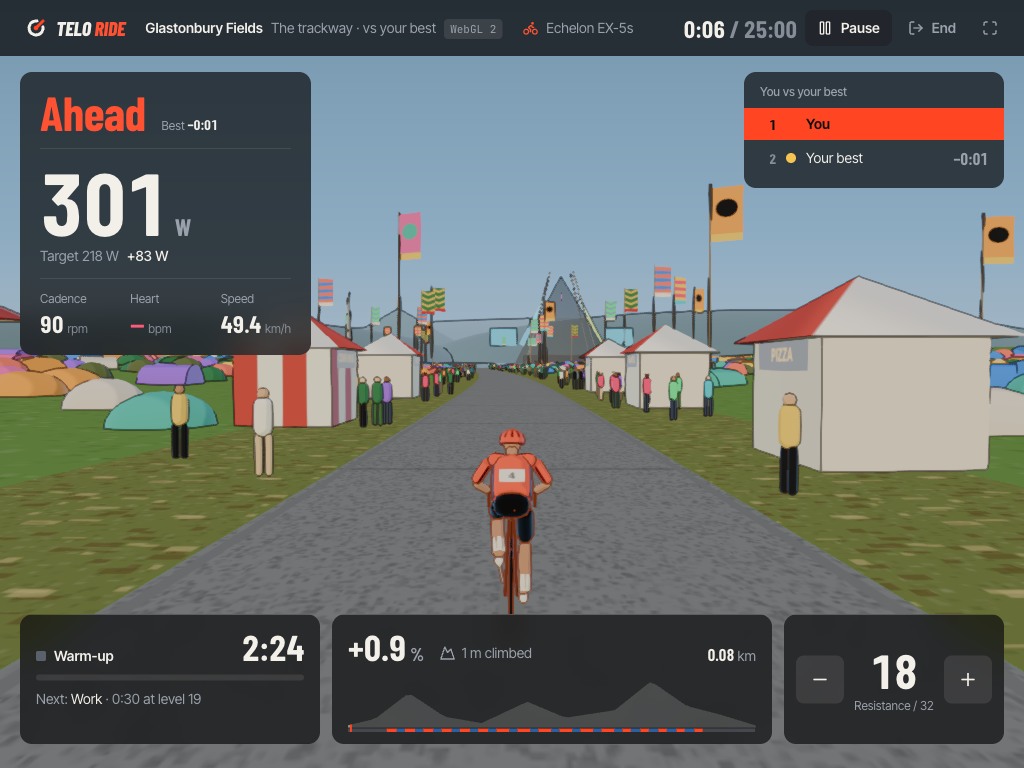 TELO RIDE Glastonbury Fields The trackway · vs your best WebGL 2 Echelon EX-5s 0:06 / 25:00 Pause End
Ahead Best −0:01
301 W
Target 218 W +83 W
Cadence Heart Speed
90 rpm — bpm 49.4 km/h
You vs your best
1 You
2 Your best −0:01
PIZZA
4
Warm-up 2:24
Next: Work · 0:30 at level 19
+0.9 % 1 m climbed 0.08 km
− 18 +
Resistance / 32